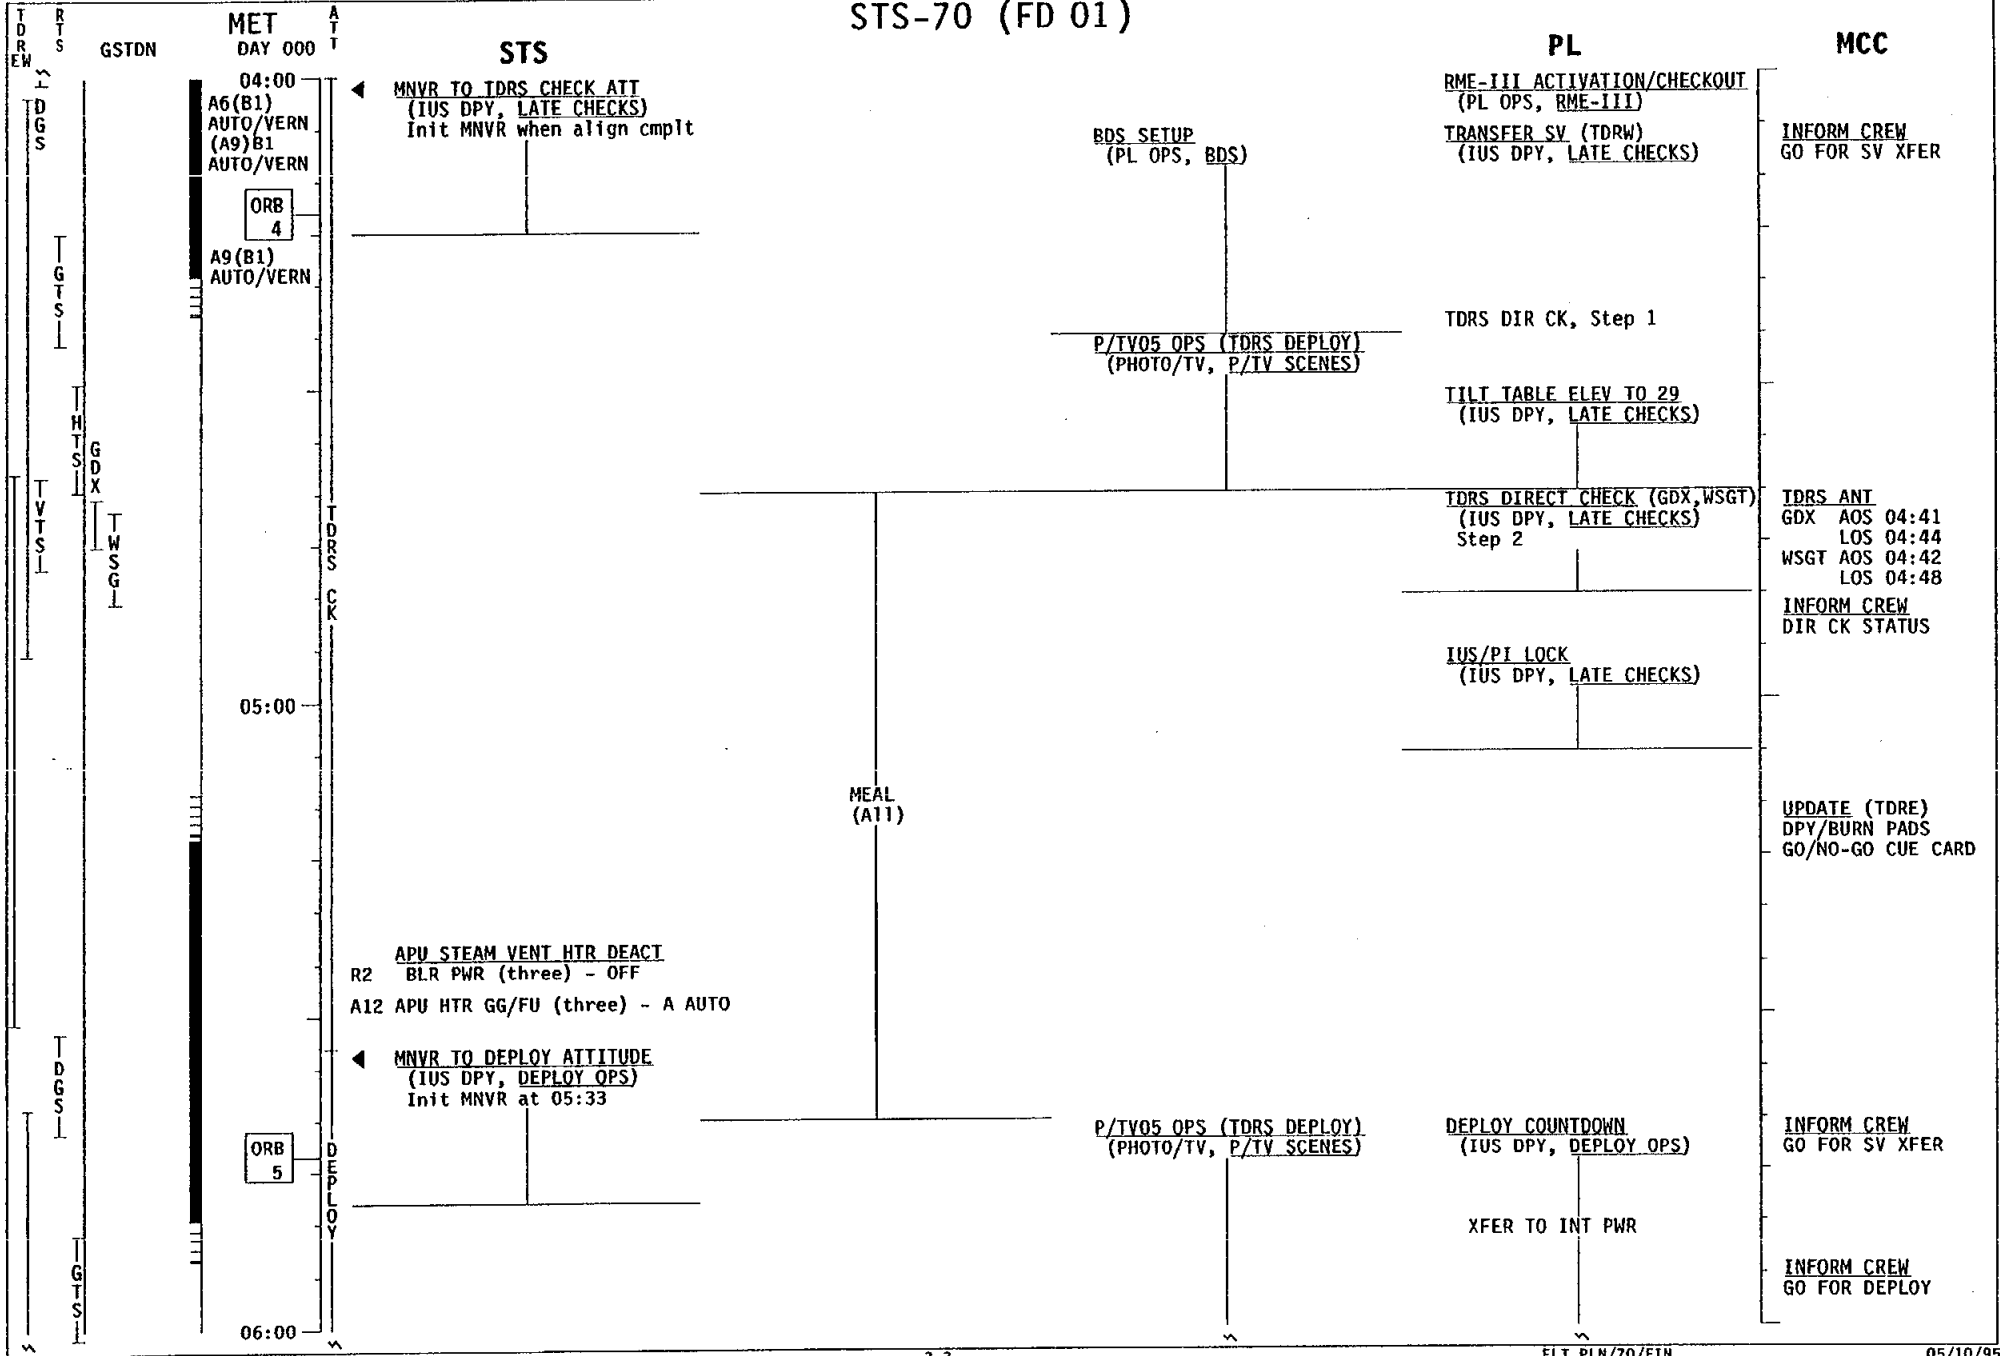 STS-70 (FD 01)
TDREW
RTS
GSTDN
MET
DAY 000
ATT
STS
PL
MCC
04:00
A6(B1)
AUTO/VERN
(A9)B1
AUTO/VERN
ORB
4
A9(B1)
AUTO/VERN
DGS
GTS
HTS
GDX
VTS
WSG
TDRS CK
05:00
DGS
ORB
5
DEPLOY
GTS
06:00
MNVR TO TDRS CHECK ATT
(IUS DPY, LATE CHECKS)
Init MNVR when align cmplt
APU STEAM VENT HTR DEACT
R2 BLR PWR (three) - OFF
A12 APU HTR GG/FU (three) - A AUTO
MNVR TO DEPLOY ATTITUDE
(IUS DPY, DEPLOY OPS)
Init MNVR at 05:33
MEAL
(All)
BDS SETUP
(PL OPS, BDS)
P/TV05 OPS (TDRS DEPLOY)
(PHOTO/TV, P/TV SCENES)
P/TV05 OPS (TDRS DEPLOY)
(PHOTO/TV, P/TV SCENES)
RME-III ACTIVATION/CHECKOUT
(PL OPS, RME-III)
TRANSFER SV (TDRW)
(IUS DPY, LATE CHECKS)
TDRS DIR CK, Step 1
TILT TABLE ELEV TO 29
(IUS DPY, LATE CHECKS)
TDRS DIRECT CHECK (GDX,WSGT)
(IUS DPY, LATE CHECKS)
Step 2
IUS/PI LOCK
(IUS DPY, LATE CHECKS)
DEPLOY COUNTDOWN
(IUS DPY, DEPLOY OPS)
XFER TO INT PWR
INFORM CREW
GO FOR SV XFER
TDRS ANT
GDX AOS 04:41
LOS 04:44
WSGT AOS 04:42
LOS 04:48
INFORM CREW
DIR CK STATUS
UPDATE (TDRE)
DPY/BURN PADS
GO/NO-GO CUE CARD
INFORM CREW
GO FOR SV XFER
INFORM CREW
GO FOR DEPLOY
FLT PLN/70/FIN
05/10/95